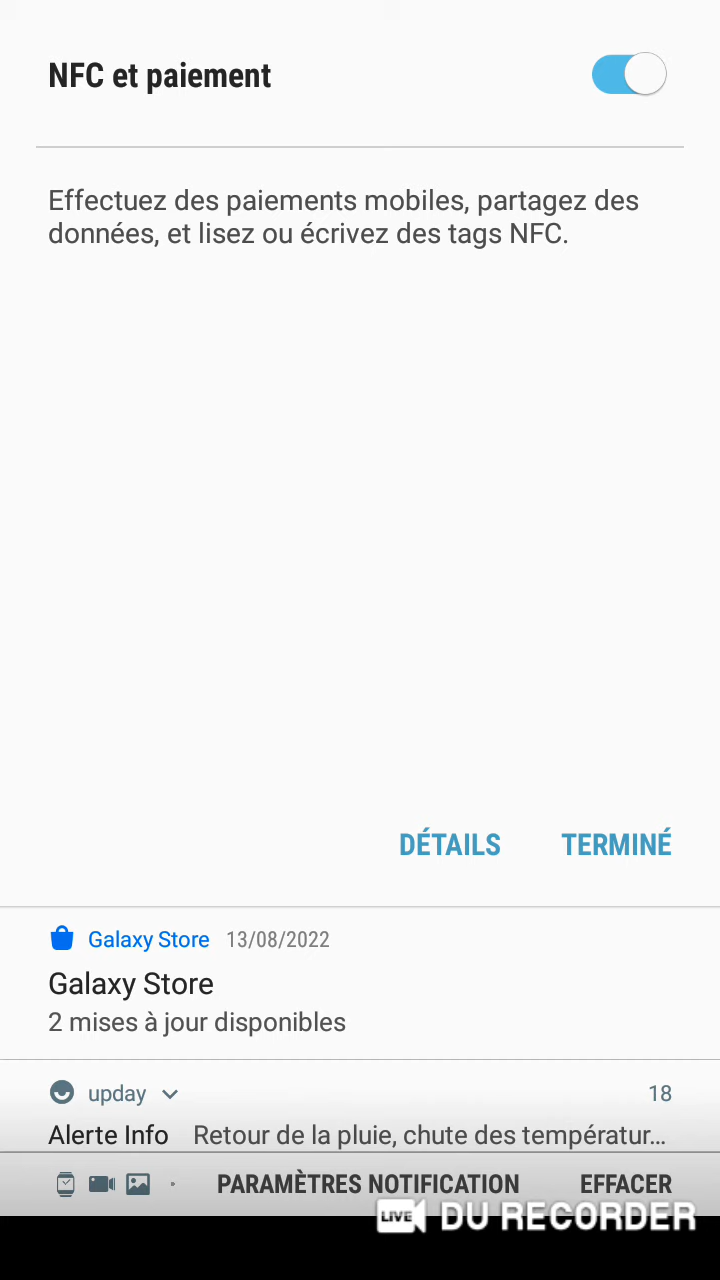 NFC et paiement
Effectuez des paiements mobiles, partagez des
données, et lisez ou écrivez des tags NFC.
DÉTAILS TERMINÉ
Galaxy Store 13/08/2022
Galaxy Store
2 mises à jour disponibles
upday 18
Alerte Info Retour de la pluie, chute des températur...
PARAMÈTRES NOTIFICATION EFFACER
LIVE DU RECORDER